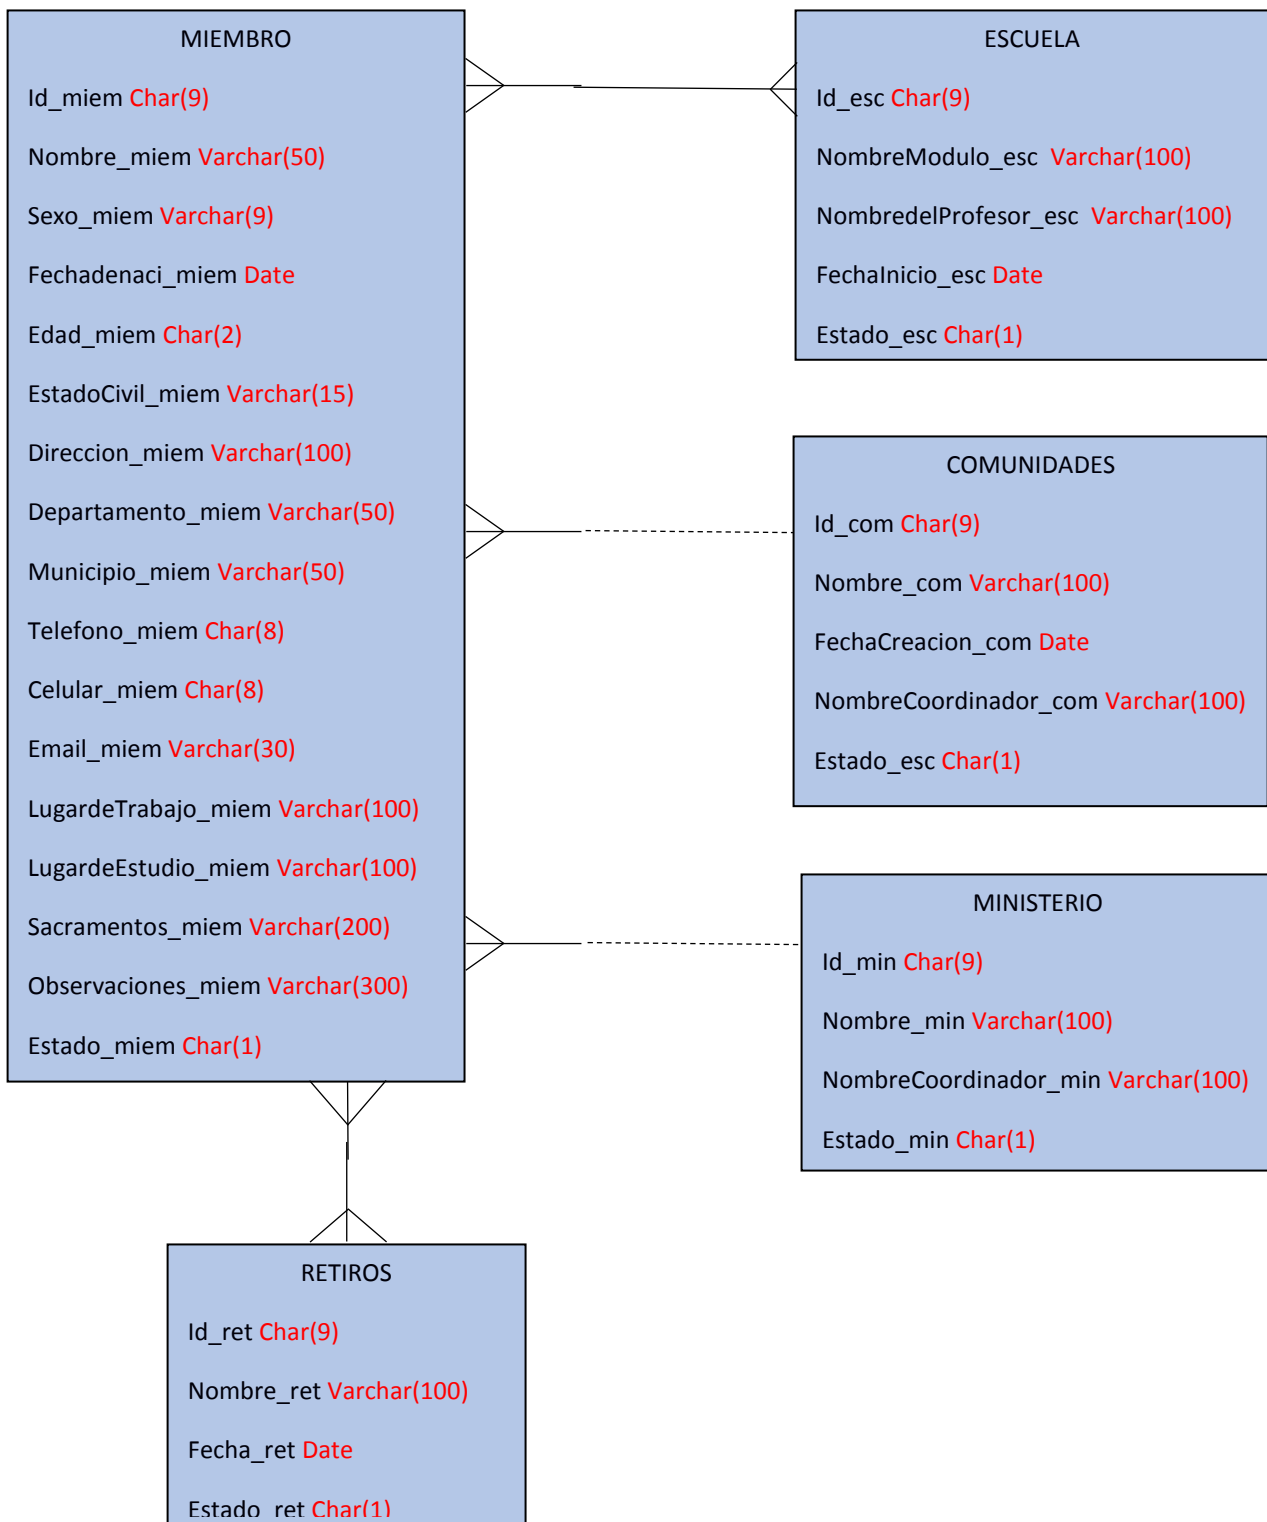 MIEMBRO
Id_miem Char(9)
Nombre_miem Varchar(50)
Sexo_miem Varchar(9)
Fechadenaci_miem Date
Edad_miem Char(2)
EstadoCivil_miem Varchar(15)
Direccion_miem Varchar(100)
Departamento_miem Varchar(50)
Municipio_miem Varchar(50)
Telefono_miem Char(8)
Celular_miem Char(8)
Email_miem Varchar(30)
LugardeTrabajo_miem Varchar(100)
LugardeEstudio_miem Varchar(100)
Sacramentos_miem Varchar(200)
Observaciones_miem Varchar(300)
Estado_miem Char(1)
ESCUELA
Id_esc Char(9)
NombreModulo_esc Varchar(100)
NombredelProfesor_esc Varchar(100)
FechaInicio_esc Date
Estado_esc Char(1)
COMUNIDADES
Id_com Char(9)
Nombre_com Varchar(100)
FechaCreacion_com Date
NombreCoordinador_com Varchar(100)
Estado_esc Char(1)
MINISTERIO
Id_min Char(9)
Nombre_min Varchar(100)
NombreCoordinador_min Varchar(100)
Estado_min Char(1)
RETIROS
Id_ret Char(9)
Nombre_ret Varchar(100)
Fecha_ret Date
Estado_ret Char(1)